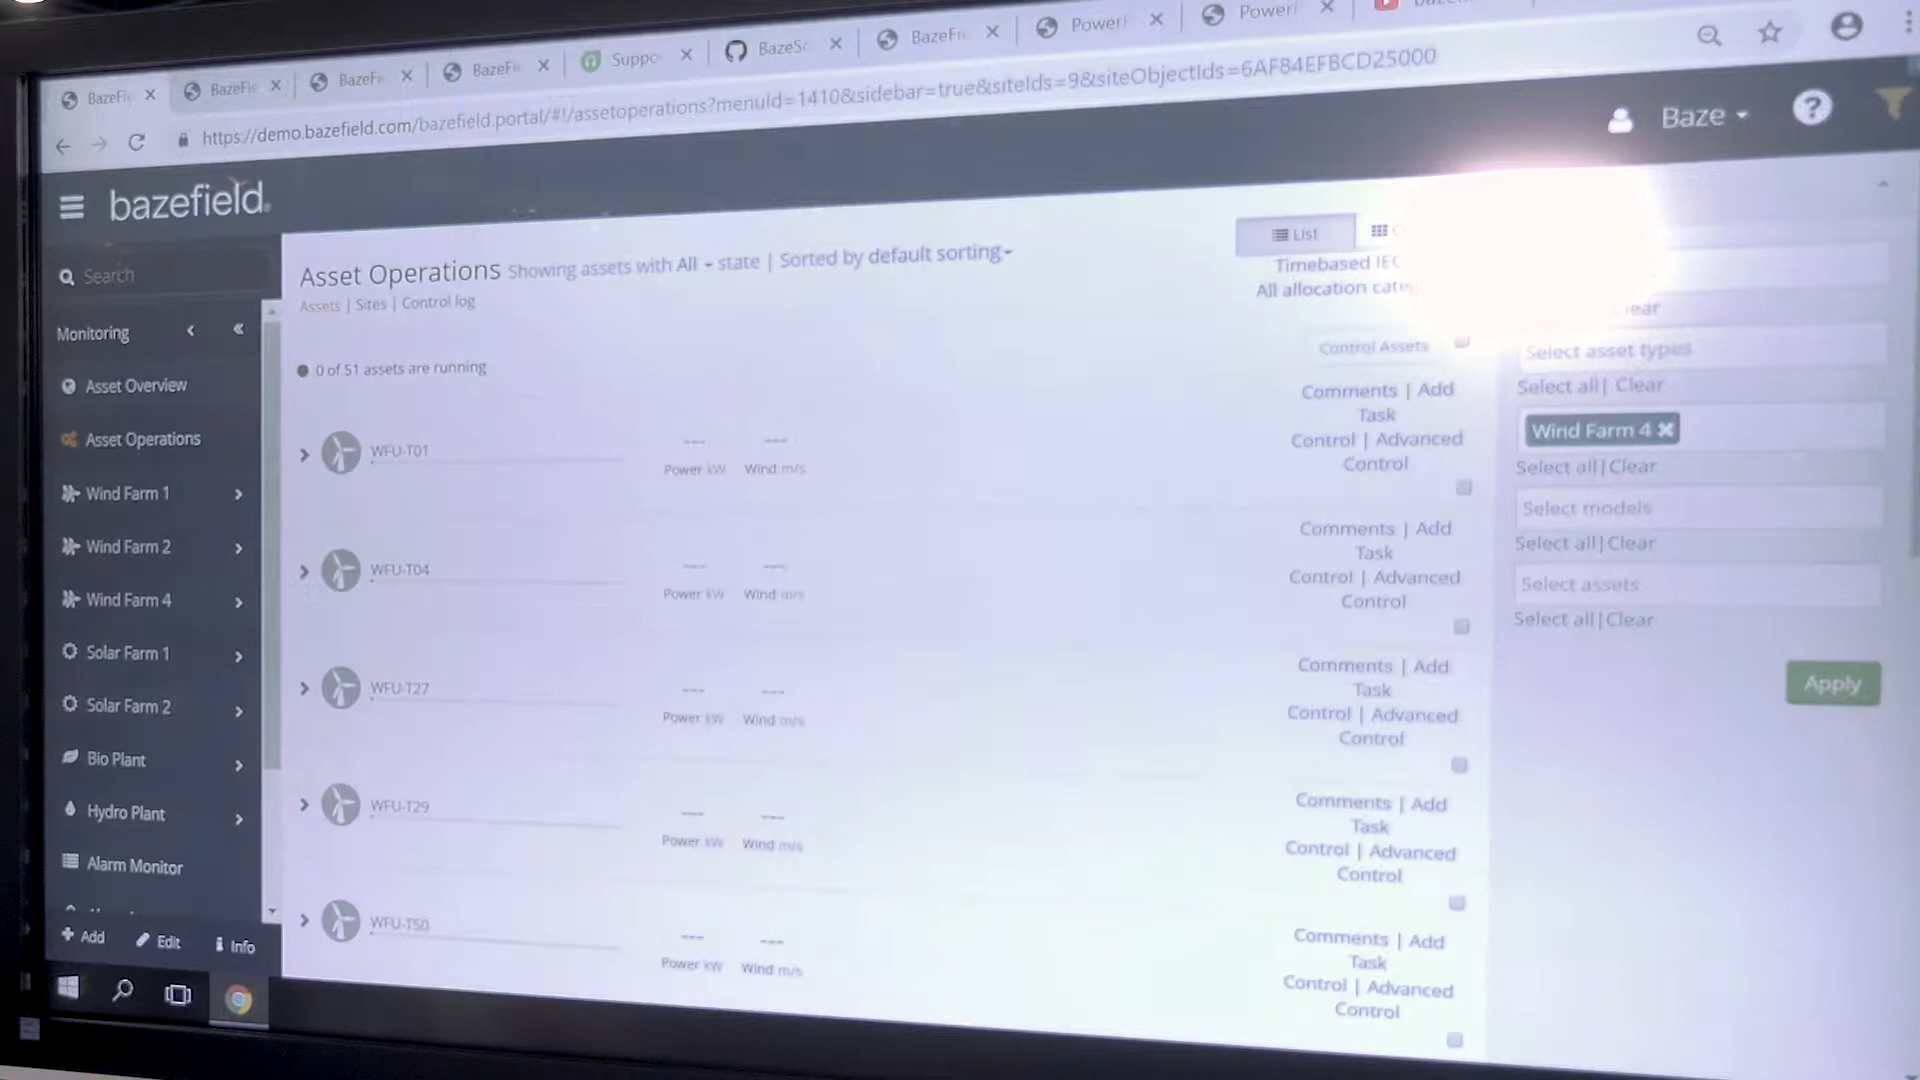 BazeFi
BazeFi
BazeFi
BazeFi
Suppo
BazeSc
BazeFi
PowerF
PowerF
https://demo.bazefield.com/bazefield.portal/#!/assetoperations?menuId=1410&sidebar=true&siteIds=9&siteObjectIds=6AF84EFBCD25000
Baze
?
bazefield
Search
Monitoring
Asset Overview
Asset Operations
Wind Farm 1
Wind Farm 2
Wind Farm 4
Solar Farm 1
Solar Farm 2
Bio Plant
Hydro Plant
Alarm Monitor
Add Edit Info
Asset Operations Showing assets with All state | Sorted by default sorting
Assets | Sites | Control log
List
Timebased IEC
All allocation cate
Control Assets
0 of 51 assets are running
WFU-T01
--- ---
Power kW Wind m/s
Comments | Add
Task
Control | Advanced
Control
WFU-T04
--- ---
Power kW Wind m/s
Comments | Add
Task
Control | Advanced
Control
WFU-T27
--- ---
Power kW Wind m/s
Comments | Add
Task
Control | Advanced
Control
WFU-T29
--- ---
Power kW Wind m/s
Comments | Add
Task
Control | Advanced
Control
WFU-T50
--- ---
Power kW Wind m/s
Comments | Add
Task
Control | Advanced
Control
lear
Select asset types
Select all| Clear
Wind Farm 4
Select all|Clear
Select models
Select all|Clear
Select assets
Select all|Clear
Apply